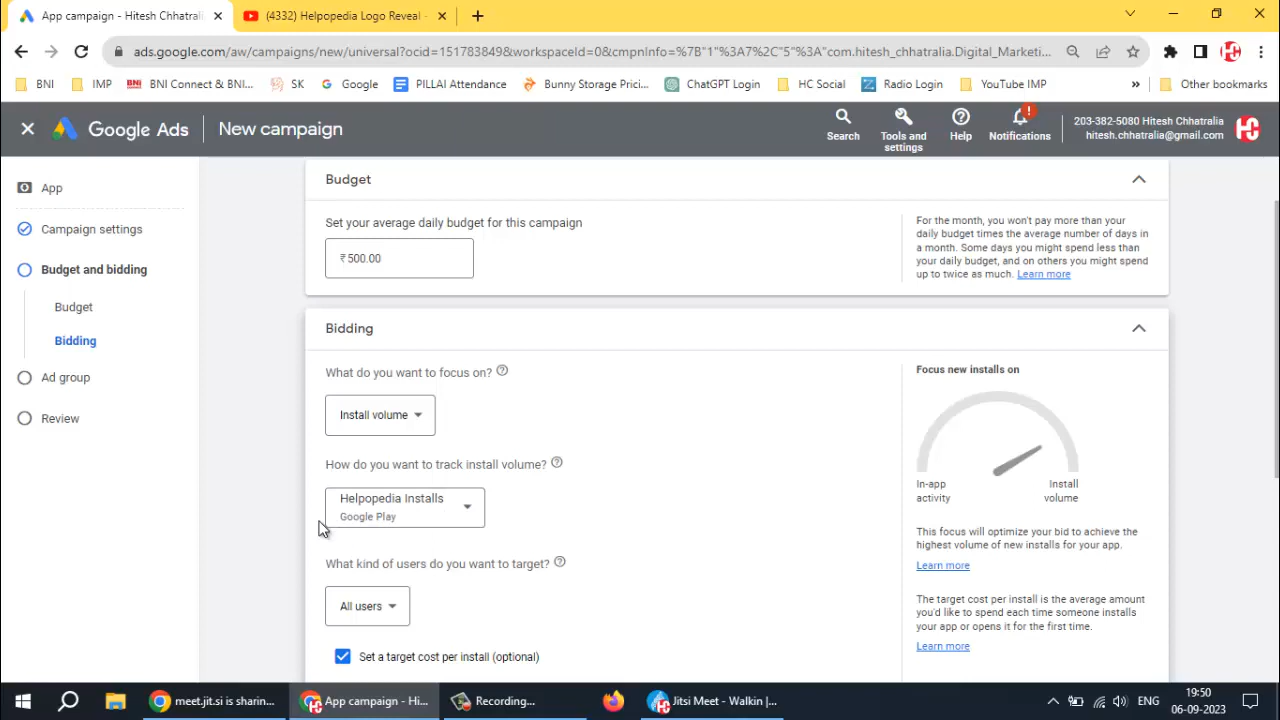 App campaign - Hitesh Chhatrali
(4332) Helpopedia Logo Reveal -
ads.google.com/aw/campaigns/new/universal?ocid=151783849&workspaceId=0&cmpnInfo=%7B"1"%3A7%2C"5"%3A"com.hitesh_chhatralia.Digital_Marketi...
BNI
IMP
BNI Connect & BNI...
SK
Google
PILLAI Attendance
Bunny Storage Prici...
ChatGPT Login
HC Social
Radio Login
YouTube IMP
»
Other bookmarks
Google Ads
New campaign
Search
Tools and settings
Help
Notifications
203-382-5080 Hitesh Chhatralia
hitesh.chhatralia@gmail.com
App
Campaign settings
Budget and bidding
Budget
Bidding
Ad group
Review
Budget
Set your average daily budget for this campaign
₹500.00
For the month, you won't pay more than your
daily budget times the average number of days in
a month. Some days you might spend less than
your daily budget, and on others you might spend
up to twice as much. Learn more
Bidding
What do you want to focus on?
Install volume
How do you want to track install volume?
Helpopedia Installs
Google Play
What kind of users do you want to target?
All users
Set a target cost per install (optional)
Focus new installs on
In-app activity
Install volume
This focus will optimize your bid to achieve the
highest volume of new installs for your app.
Learn more
The target cost per install is the average amount
you'd like to spend each time someone installs
your app or opens it for the first time.
Learn more
meet.jit.si is sharin...
App campaign - Hi...
Recording...
Jitsi Meet - Walkin |...
ENG
19:50
06-09-2023